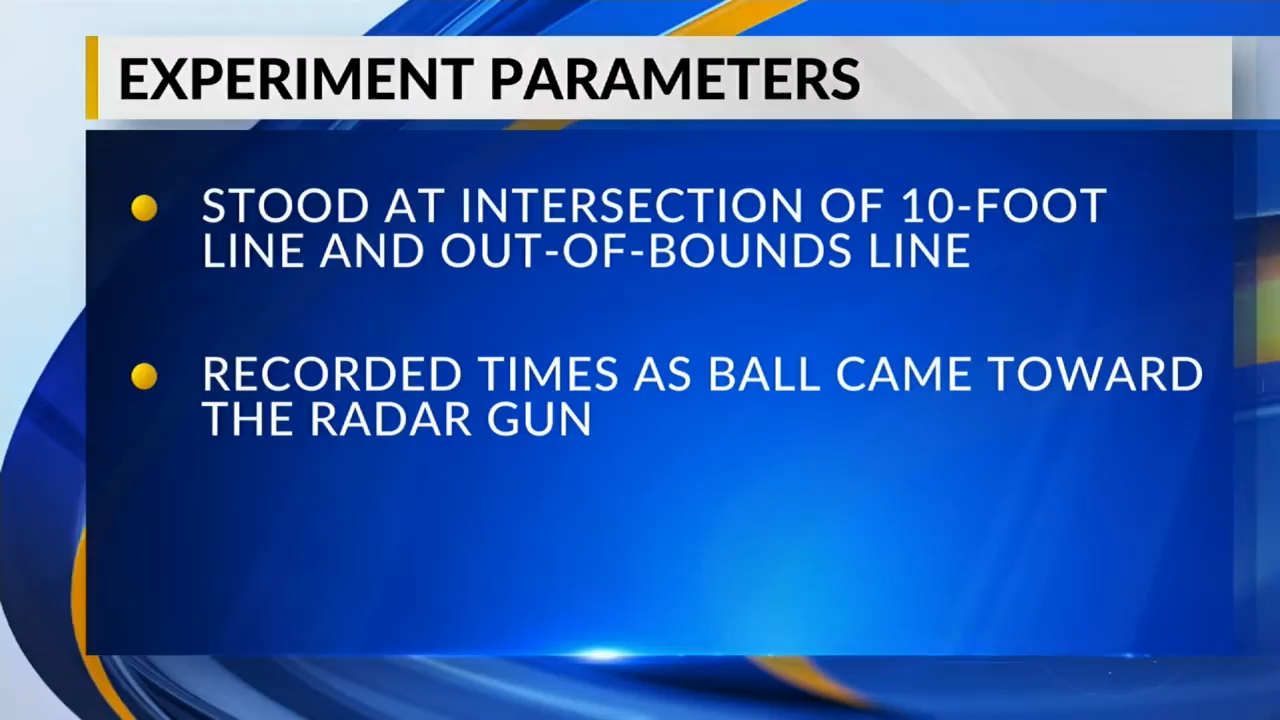 EXPERIMENT PARAMETERS
STOOD AT INTERSECTION OF 10-FOOT
LINE AND OUT-OF-BOUNDS LINE
RECORDED TIMES AS BALL CAME TOWARD
THE RADAR GUN